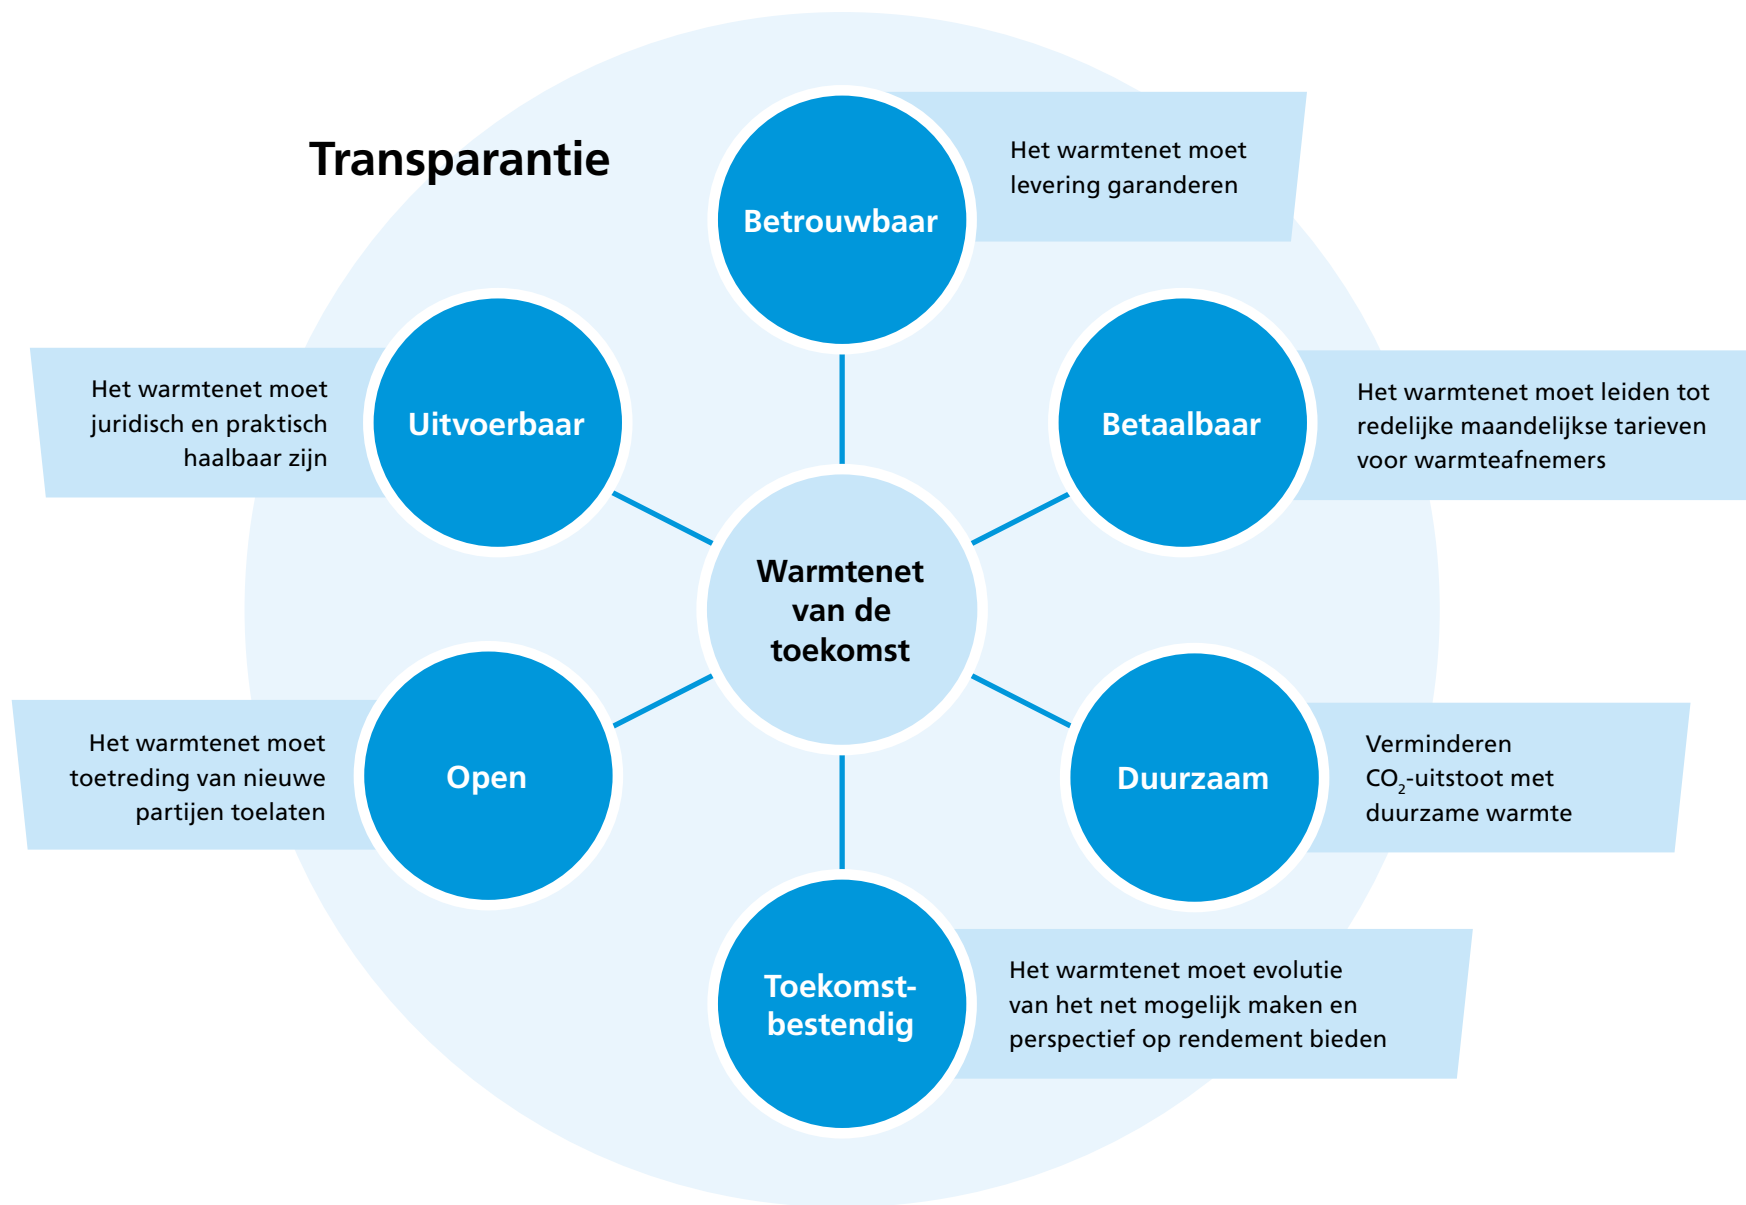 Transparantie
Betrouwbaar
Het warmtenet moet
levering garanderen
Betaalbaar
Het warmtenet moet leiden tot
redelijke maandelijkse tarieven
voor warmteafnemers
Duurzaam
Verminderen
CO₂-uitstoot met
duurzame warmte
Toekomst-
bestendig
Het warmtenet moet evolutie
van het net mogelijk maken en
perspectief op rendement bieden
Open
Het warmtenet moet
toetreding van nieuwe
partijen toelaten
Uitvoerbaar
Het warmtenet moet
juridisch en praktisch
haalbaar zijn
Warmtenet
van de
toekomst